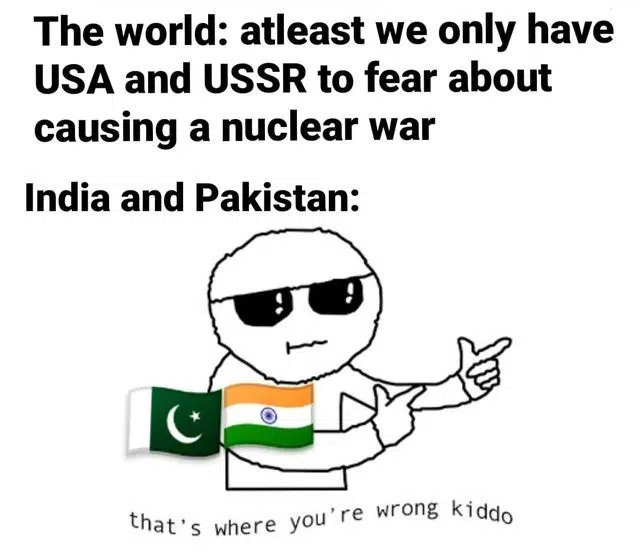 The world: atleast we only have
USA and USSR to fear about
causing a nuclear war
India and Pakistan:
that's where you're wrong kiddo